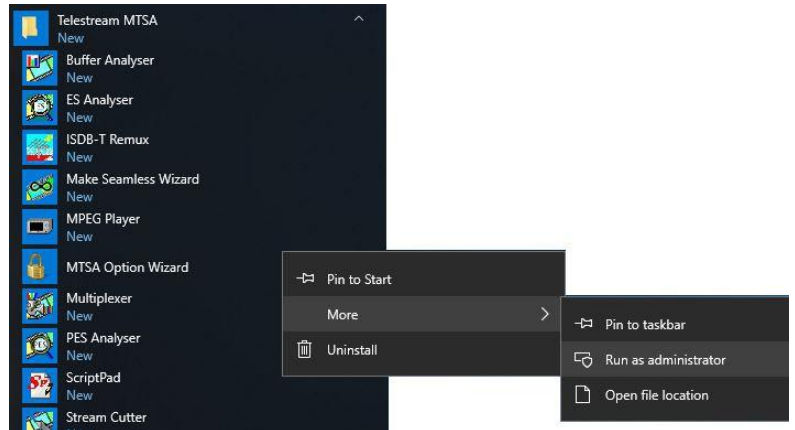 Telestream MTSA
New
Buffer Analyser
New
ES Analyser
New
ISDB-T Remux
New
Make Seamless Wizard
New
MPEG Player
New
MTSA Option Wizard
Multiplexer
New
PES Analyser
New
ScriptPad
New
Stream Cutter
Pin to Start
More
Uninstall
Pin to taskbar
Run as administrator
Open file location